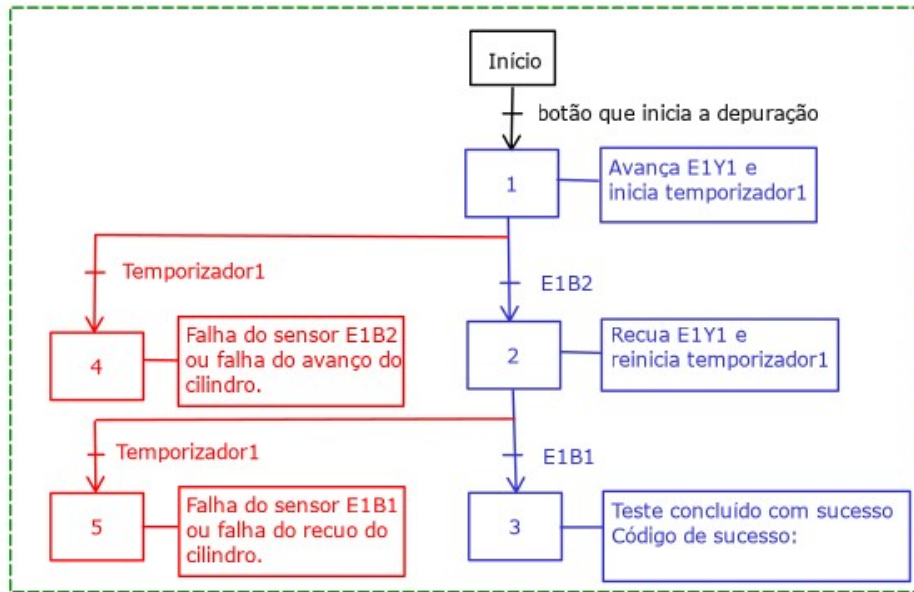 Início
botão que inicia a depuração
1
Avança E1Y1 e
inicia temporizador1
Temporizador1
E1B2
4
Falha do sensor E1B2
ou falha do avanço do
cilindro.
2
Recua E1Y1 e
reinicia temporizador1
Temporizador1
E1B1
5
Falha do sensor E1B1
ou falha do recuo do
cilindro.
3
Teste concluído com sucesso
Código de sucesso: